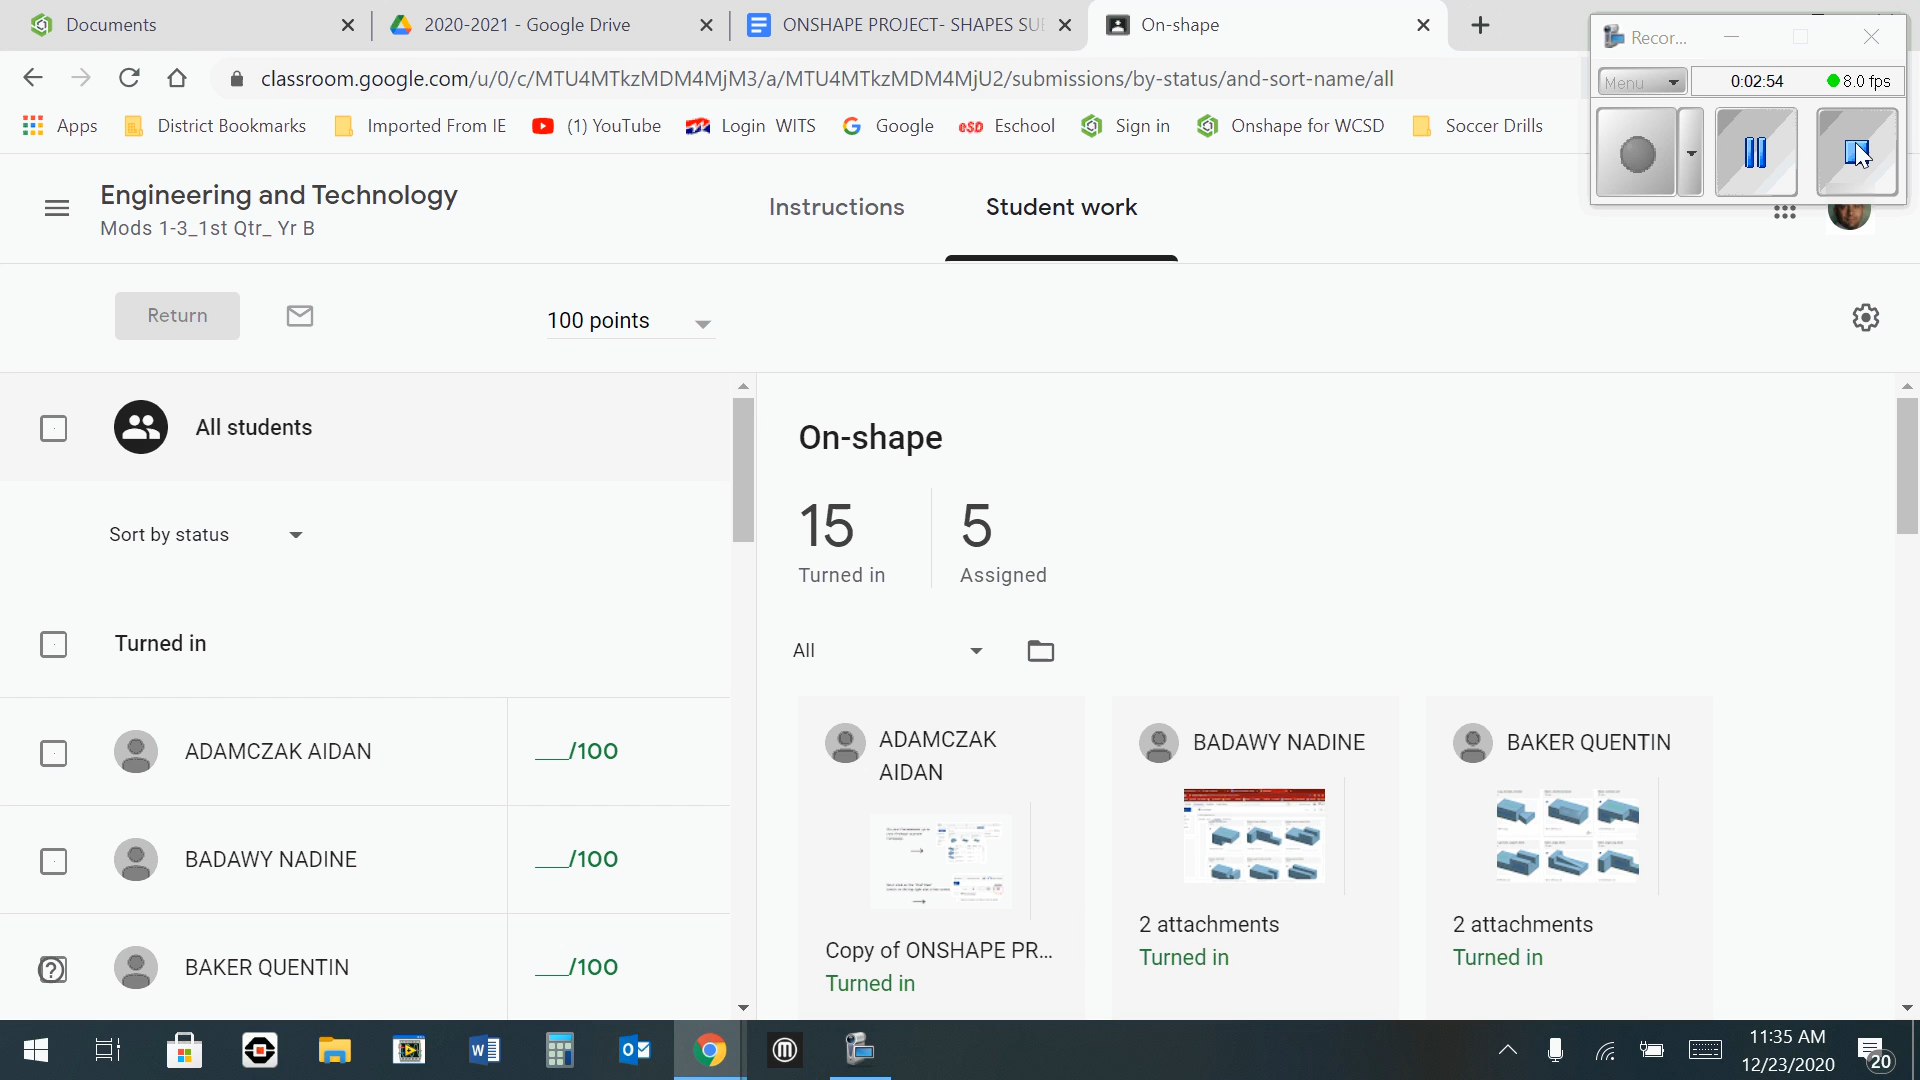 Documents
2020-2021 - Google Drive
ONSHAPE PROJECT- SHAPES SU
On-shape
Recor...
classroom.google.com/u/0/c/MTU4MTkzMDM4MjM3/a/MTU4MTkzMDM4MjU2/submissions/by-status/and-sort-name/all
Menu
0:02:54
8.0 fps
Apps
District Bookmarks
Imported From IE
(1) YouTube
Login WITS
Google
eSD Eschool
Sign in
Onshape for WCSD
Soccer Drills
Engineering and Technology
Mods 1-3_1st Qtr_ Yr B
Instructions
Student work
Return
100 points
All students
Sort by status
Turned in
ADAMCZAK AIDAN
___/100
BADAWY NADINE
___/100
BAKER QUENTIN
___/100
On-shape
15
Turned in
5
Assigned
All
ADAMCZAK
AIDAN
Copy of ONSHAPE PR...
Turned in
BADAWY NADINE
2 attachments
Turned in
BAKER QUENTIN
2 attachments
Turned in
11:35 AM
12/23/2020
20